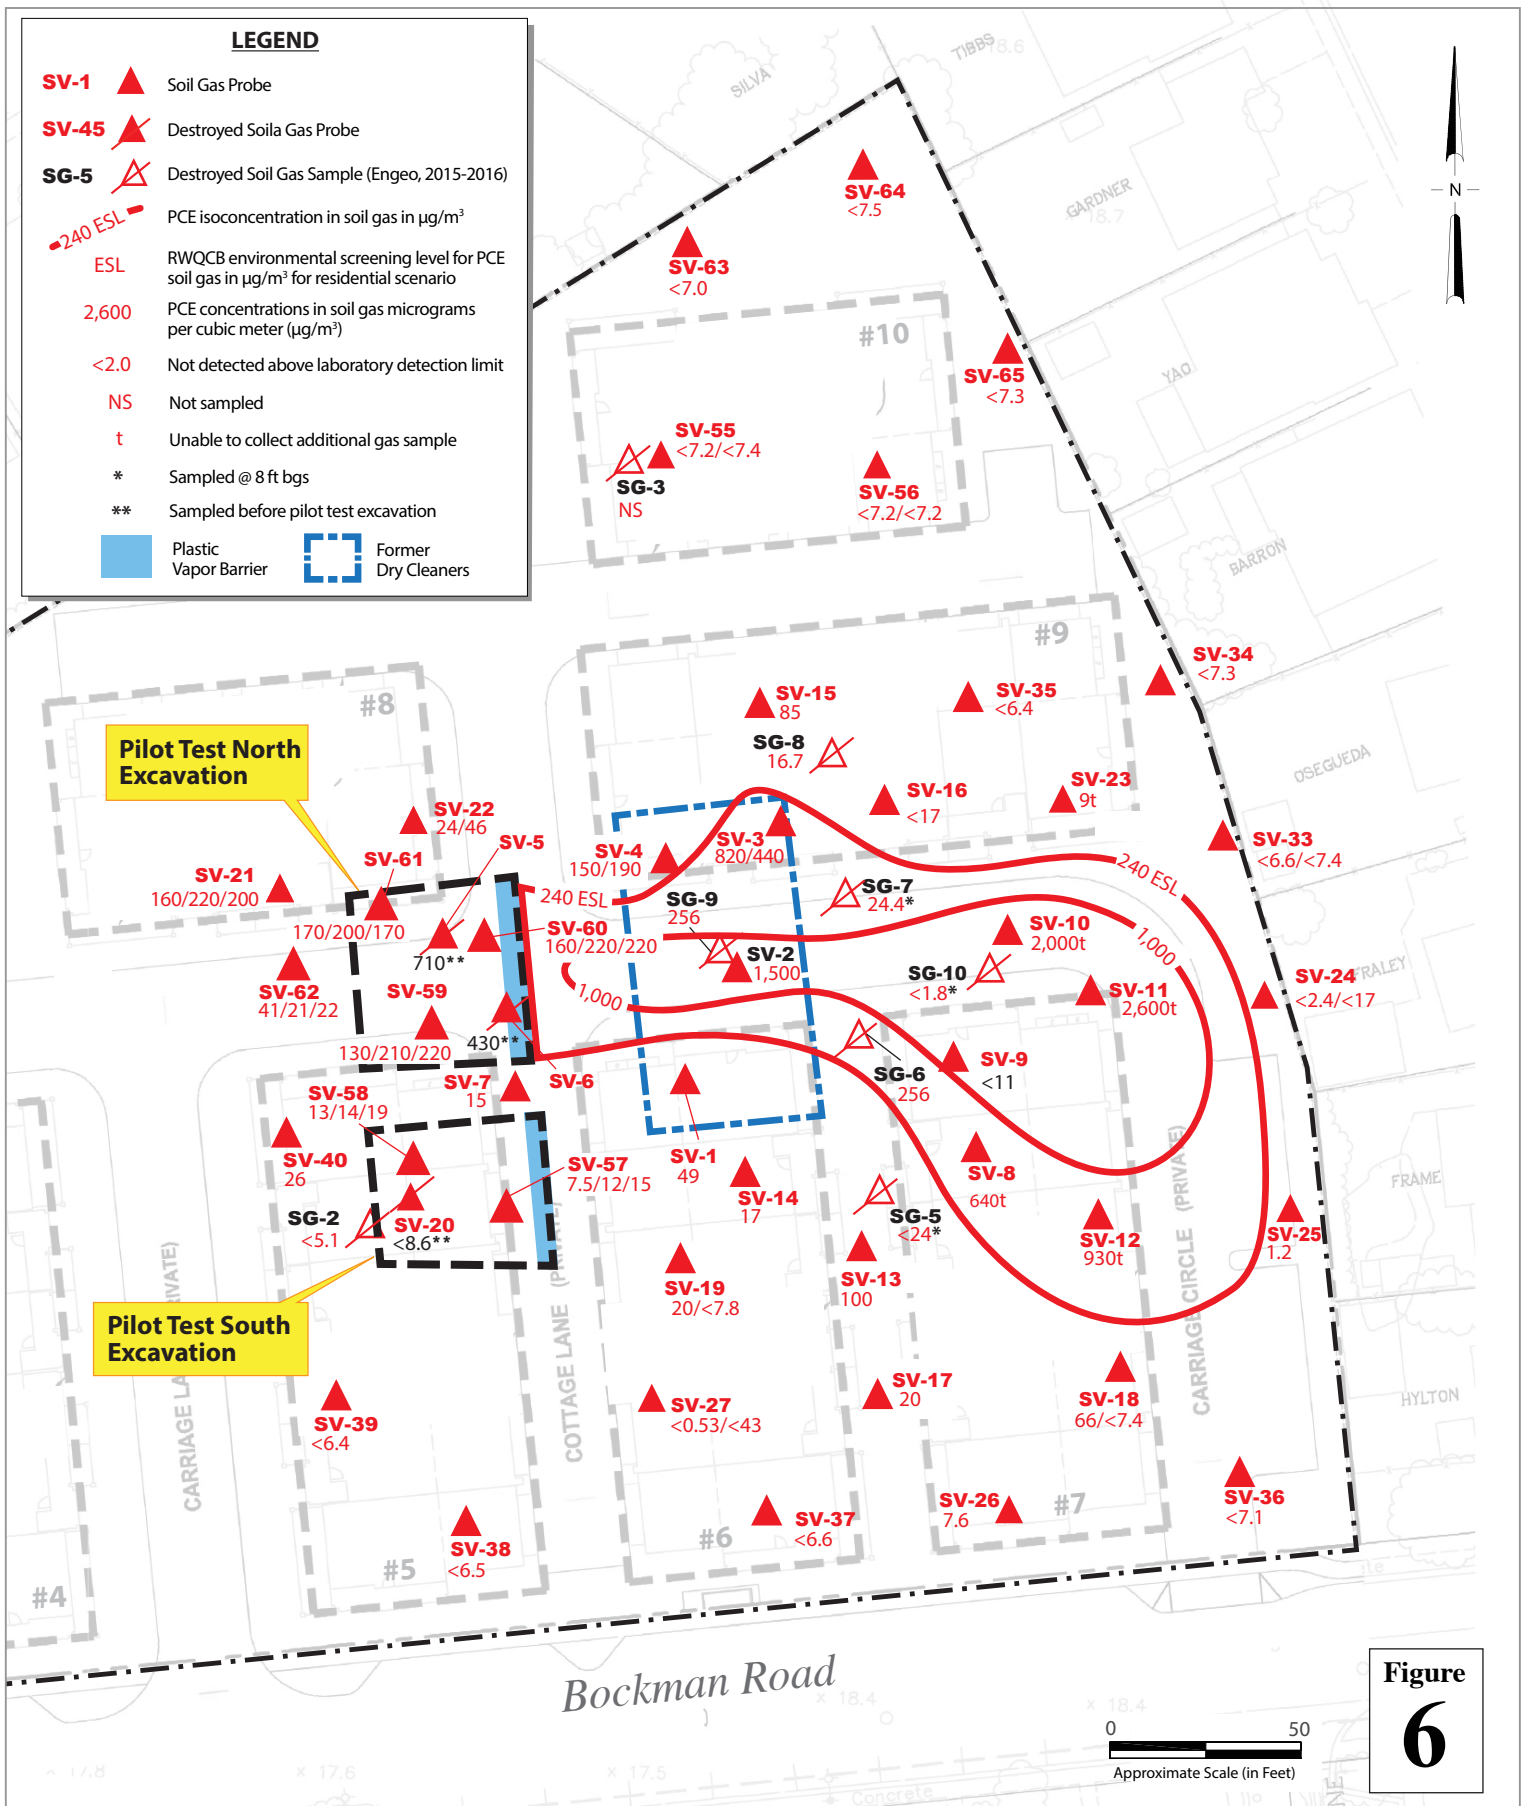 LEGEND
SV-1 Soil Gas Probe
SV-45 Destroyed Soila Gas Probe
SG-5 Destroyed Soil Gas Sample (Engeo, 2015-2016)
240 ESL PCE isoconcentration in soil gas in µg/m³
ESL RWQCB environmental screening level for PCE
soil gas in µg/m³ for residential scenario
2,600 PCE concentrations in soil gas micrograms
per cubic meter (µg/m³)
<2.0 Not detected above laboratory detection limit
NS Not sampled
t Unable to collect additional gas sample
* Sampled @ 8 ft bgs
** Sampled before pilot test excavation
Plastic
Vapor Barrier
Former
Dry Cleaners
SILVA
TIBBS
18.6
GARDNER
18.7
YAO
BARRON
OSEGUEDA
FRALEY
FRAME
HYLTON
N
SV-64
<7.5
SV-63
<7.0
#10
SV-65
<7.3
SV-55
<7.2/<7.4
SG-3
NS
SV-56
<7.2/<7.2
#9
SV-34
<7.3
SV-15
85
SV-35
<6.4
SG-8
16.7
SV-16
<17
SV-23
9t
SV-33
<6.6/<7.4
#8
Pilot Test North
Excavation
SV-22
24/46
SV-5
SV-61
SV-21
160/220/200
170/200/170
710**
SV-60
160/220/220
SV-62
41/21/22
SV-59
130/210/220
430**
SV-6
SV-4
150/190
SV-3
820/440
240 ESL
SG-9
256
SG-7
24.4*
240 ESL
SV-2
1,500
1,000
SV-10
2,000t
1,000
SG-10
<1.8*
SV-11
2,600t
SV-24
<2.4/<17
SG-6
256
SV-9
<11
SV-7
15
SV-58
13/14/19
SV-40
26
SV-57
7.5/12/15
SG-2
<5.1
SV-20
<8.6**
SV-1
49
SV-14
17
SV-8
640t
SG-5
<24*
SV-12
930t
SV-25
1.2
SV-13
100
SV-19
20/<7.8
Pilot Test South
Excavation
SV-39
<6.4
SV-27
<0.53/<43
SV-17
20
SV-18
66/<7.4
SV-38
<6.5
SV-37
<6.6
SV-26
7.6
SV-36
<7.1
#4
#5
#6
#7
COTTAGE LANE (PRIVATE)
CARRIAGE CIRCLE (PRIVATE)
Bockman Road
18.4
18.4
17.8
17.6
17.5
Concrete
0 50
Approximate Scale (in Feet)
Figure
6